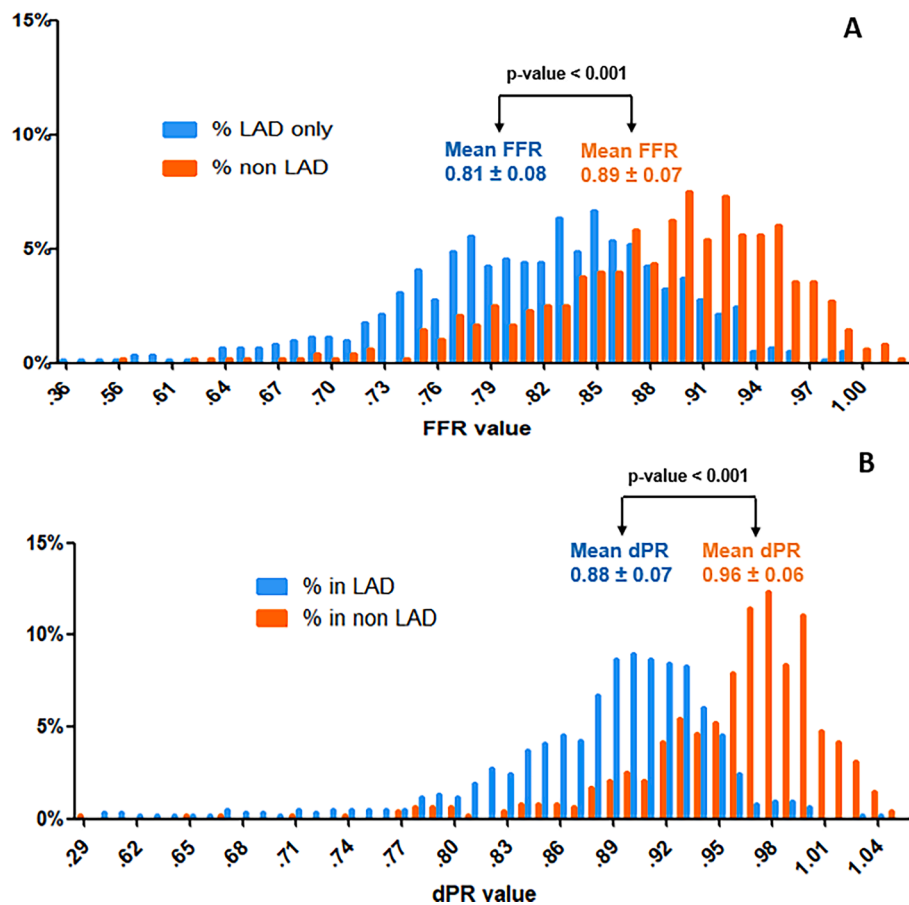 A
15%
10%
5%
0%
p-value < 0.001
% LAD only
% non LAD
Mean FFR
0.81 ± 0.08
Mean FFR
0.89 ± 0.07
.36 .56 .61 .64 .67 .70 .73 .76 .79 .82 .85 .88 .91 .94 .97 1.00
FFR value
B
p-value < 0.001
15%
10%
5%
0%
Mean dPR
0.88 ± 0.07
Mean dPR
0.96 ± 0.06
% in LAD
% in non LAD
.29 .62 .65 .68 .71 .74 .77 .80 .83 .86 .89 .92 .95 .98 1.01 1.04
dPR value